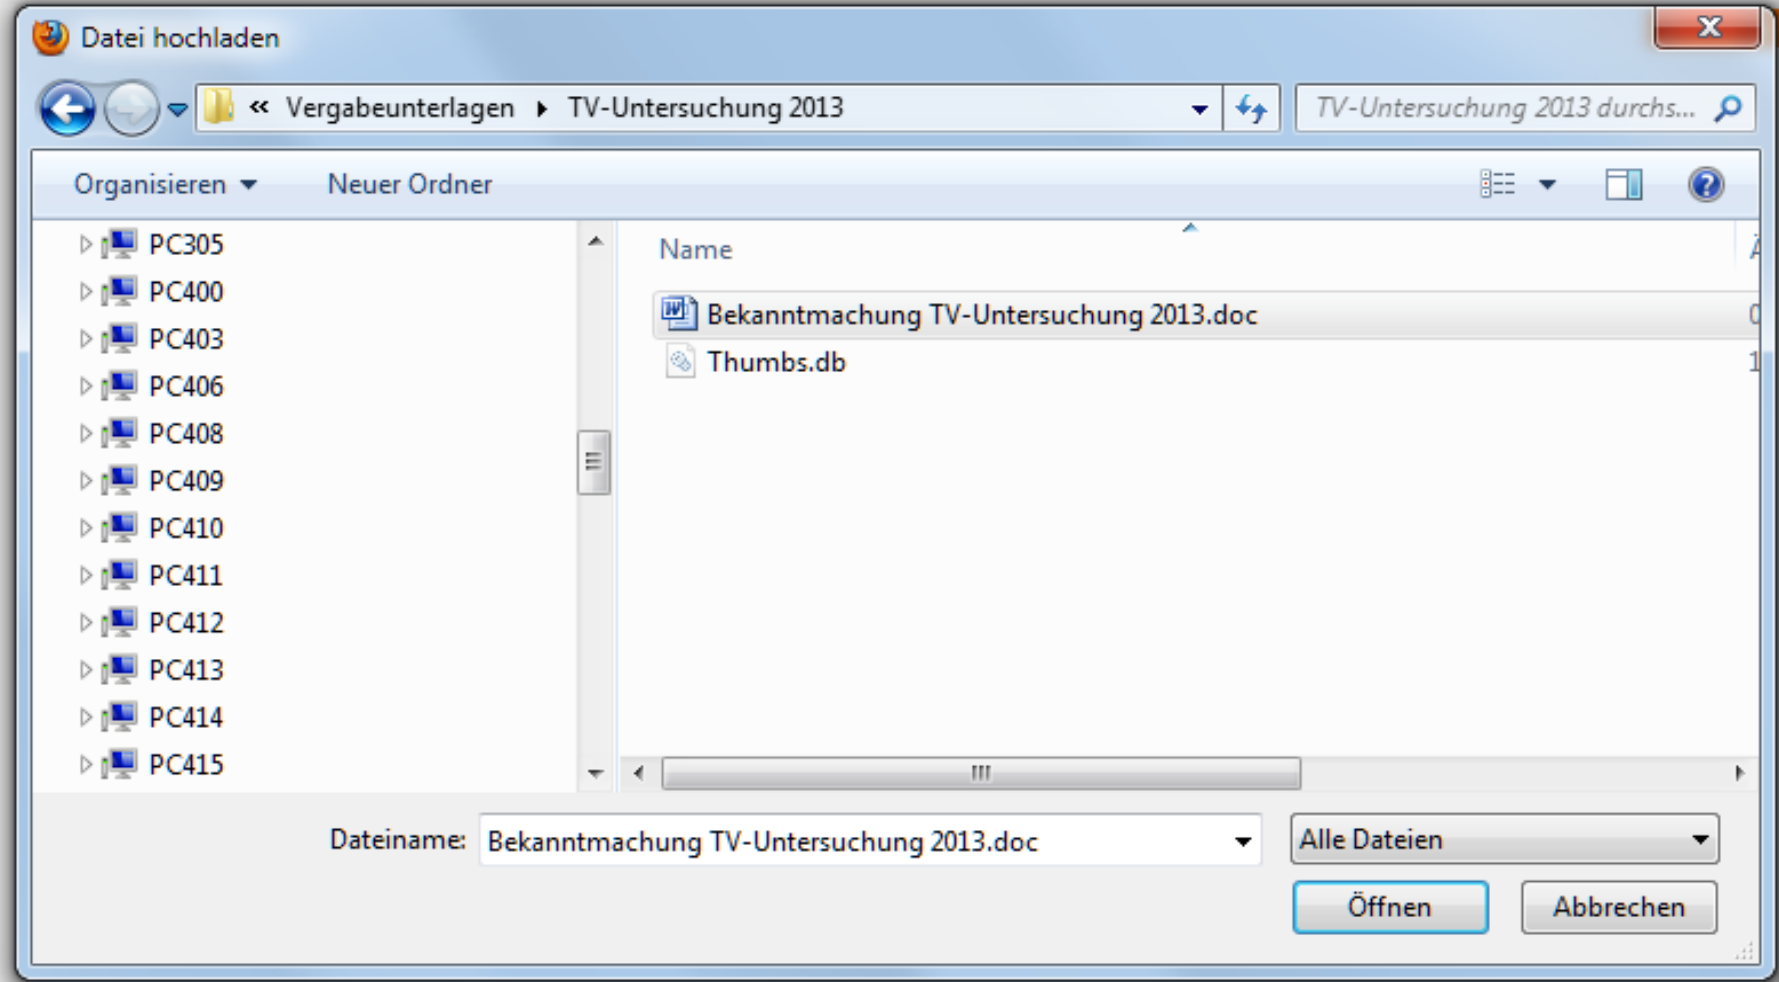 Datei hochladen
« Vergabeunterlagen TV-Untersuchung 2013 TV-Untersuchung 2013 durchs...
Organisieren Neuer Ordner
PC305
PC400
PC403
PC406
PC408
PC409
PC410
PC411
PC412
PC413
PC414
PC415
Name
Bekanntmachung TV-Untersuchung 2013.doc
Thumbs.db
Dateiname: Bekanntmachung TV-Untersuchung 2013.doc Alle Dateien
Öffnen Abbrechen